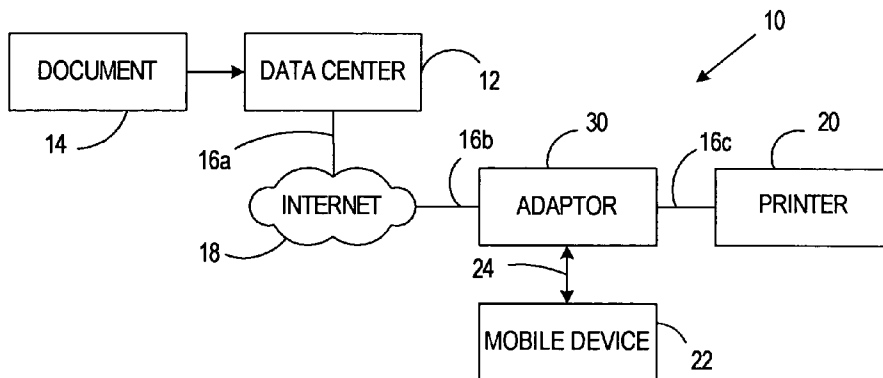 10
DOCUMENT
DATA CENTER
12
14
16a
30
20
16b
16c
INTERNET
ADAPTOR
PRINTER
18
24
MOBILE DEVICE
22